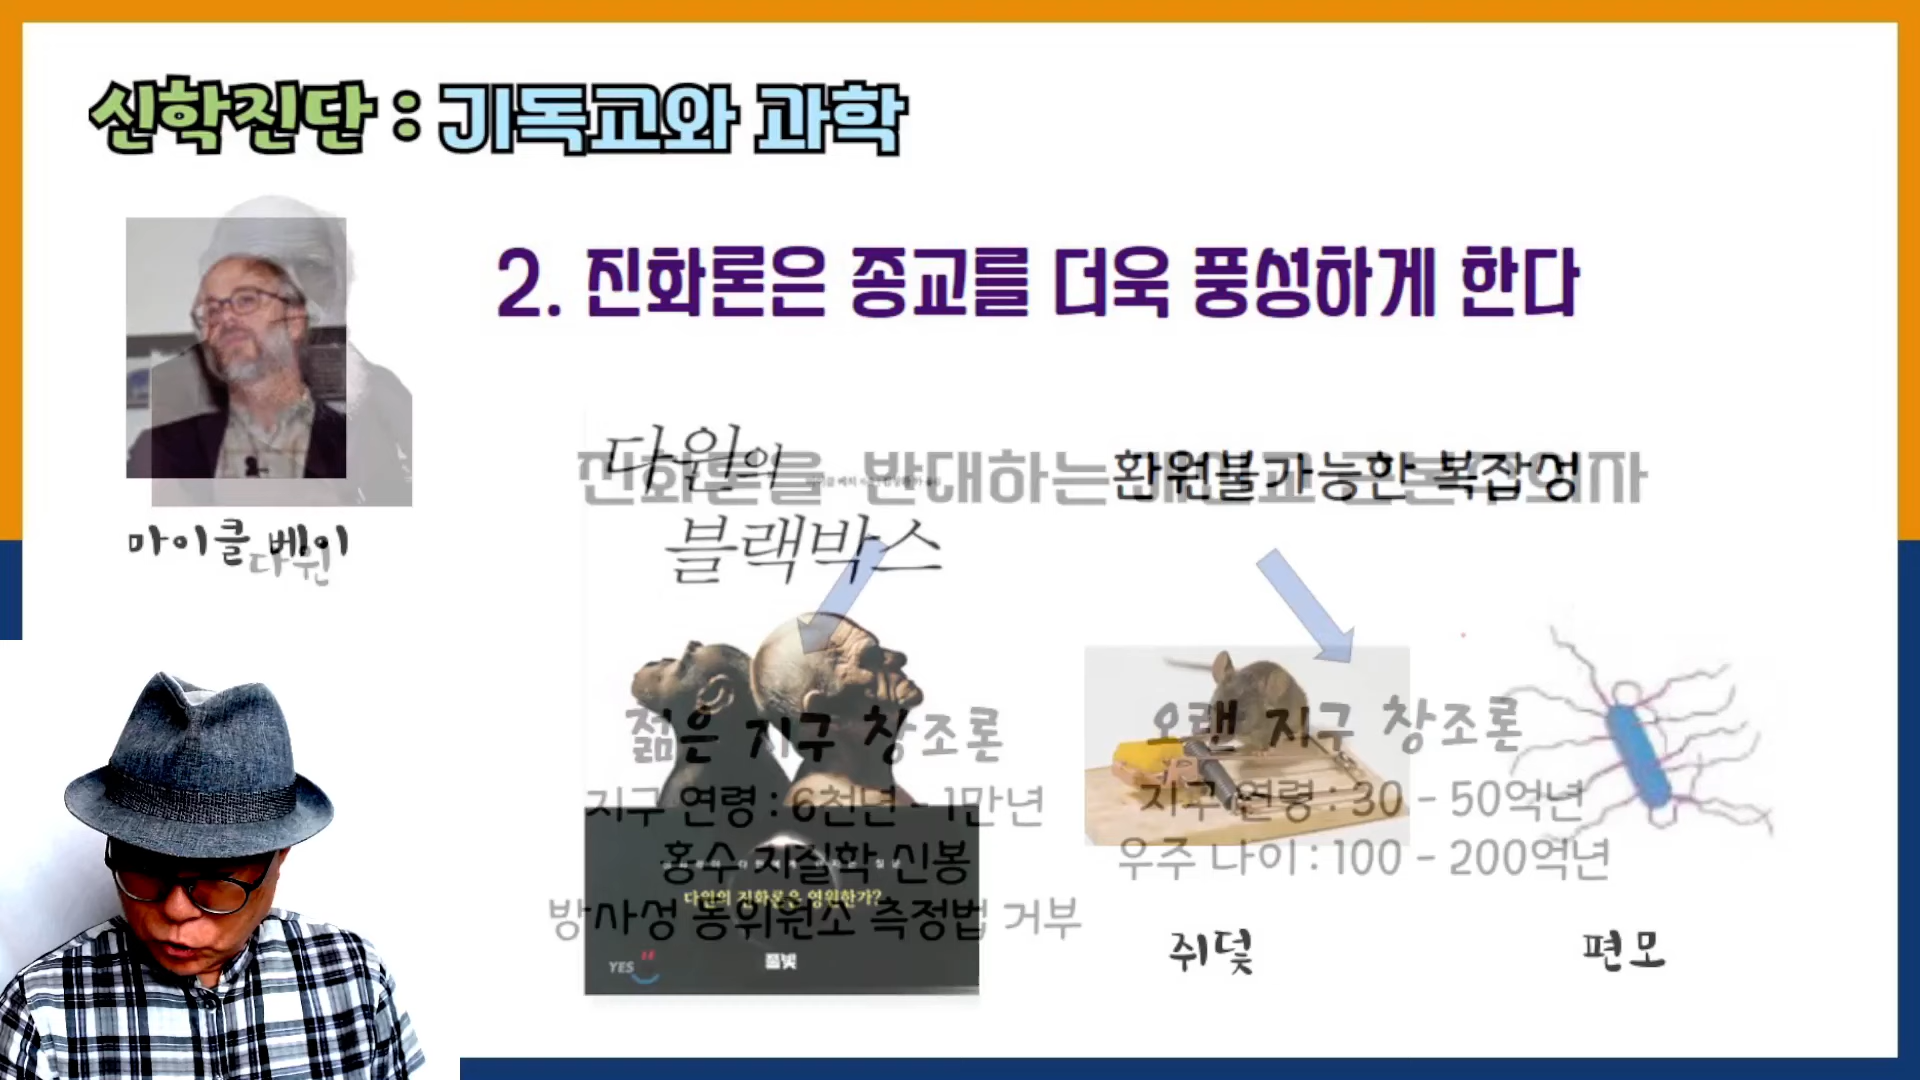 신학진단 : 기독교와 과학
2. 진화론은 종교를 더욱 풍성하게 한다
마이클 베이
다윈
다윈의
블랙박스
진화론을 반대하는
환원불가능한 복잡성
젊은 지구 창조론
지구 연령 : 6천년 - 1만년
홍수 지질학 신봉
방사성 동위원소 측정법 거부
다윈의 진화론은 영원한가?
YES
풀빛
오랜 지구 창조론
지구 연령 : 30 - 50억년
우주 나이 : 100 - 200억년
쥐덫
편모